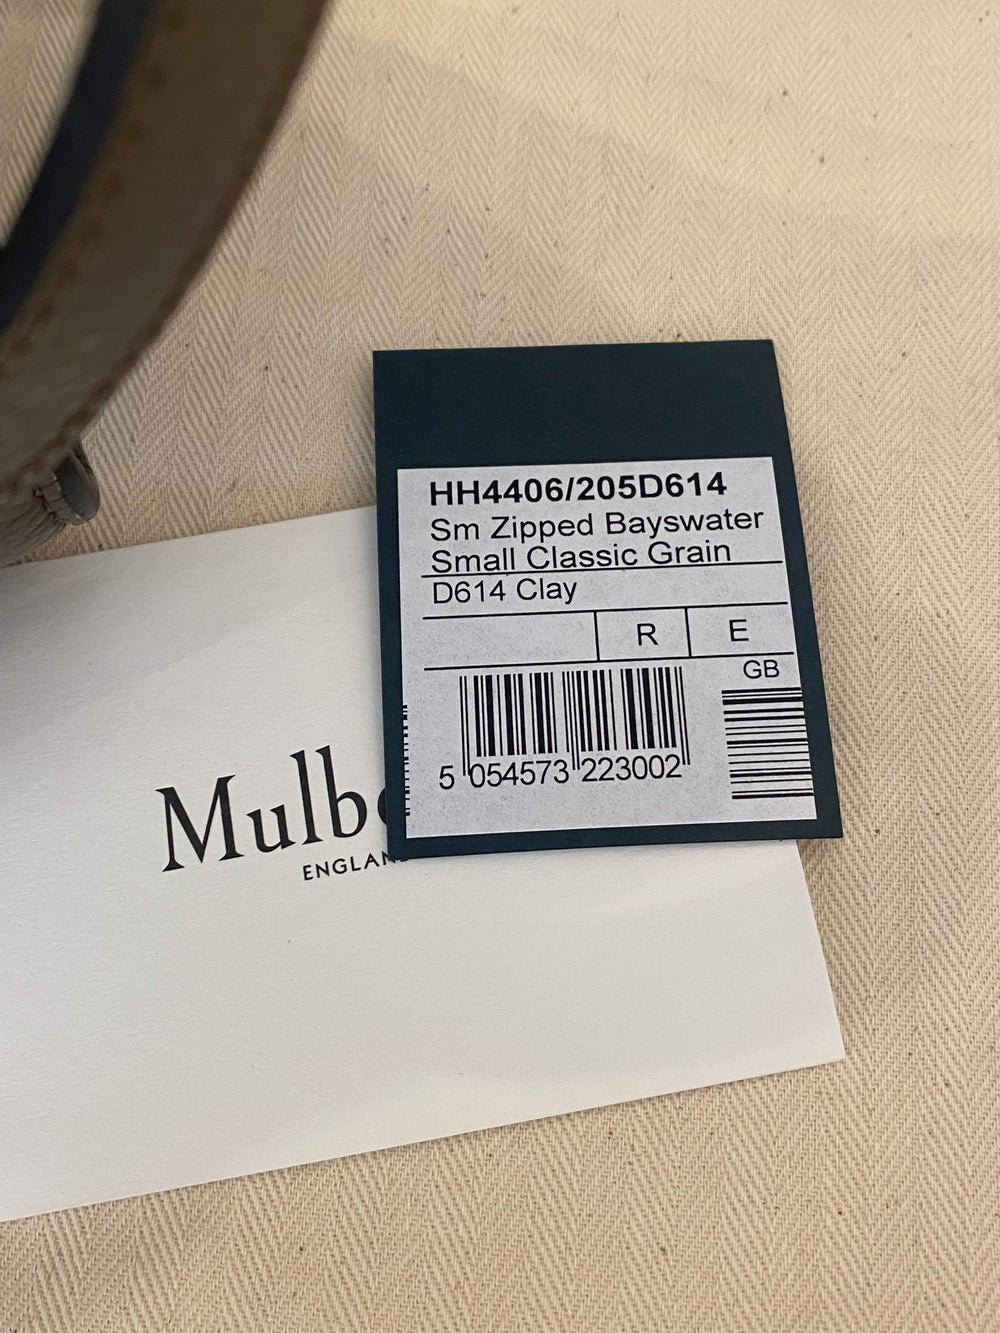 HH4406/205D614
Sm Zipped Bayswater
Small Classic Grain
D614 Clay
R E
GB
5 054573 223002
Mulb
ENGLAN